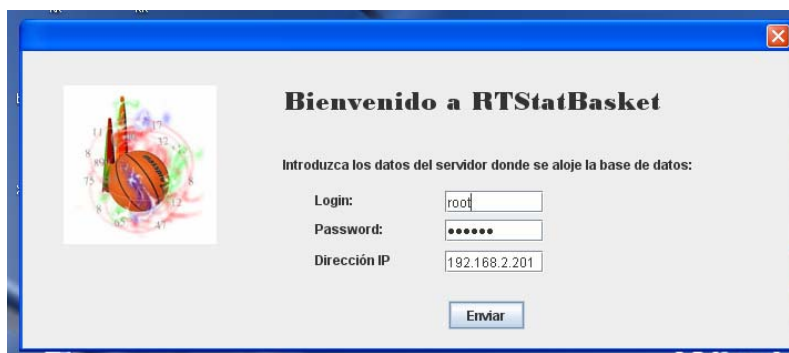 Bienvenido a RTStatBasket
Introduzca los datos del servidor donde se aloje la base de datos:
Login:
root
Password:
••••••
Dirección IP
192.168.2.201
Enviar